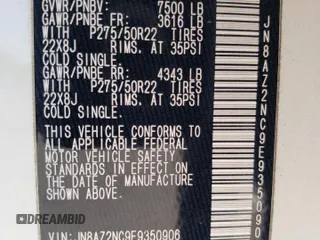 GVWR/PNBV: 7500 LB
GAWR/PNBE FR: 3616 LB
WITH P275/50R22 TIRES
22X8J RIMS. AT 35PSI
COLD SINGLE.
GAWR/PNBE RR: 4343 LB
WITH P275/50R22 TIRES
22X8J RIMS. AT 35PSI
COLD SINGLE.
THIS VEHICLE CONFORMS TO
ALL APPLICABLE FEDERAL
MOTOR VEHICLE SAFETY
STANDARDS IN EFFECT ON
THE DATE OF MANUFACTURE
SHOWN ABOVE.
VIN: JN8AZ2NC9E9350906
JN8AZ2NC9E935090
AUTOBIDMASTER